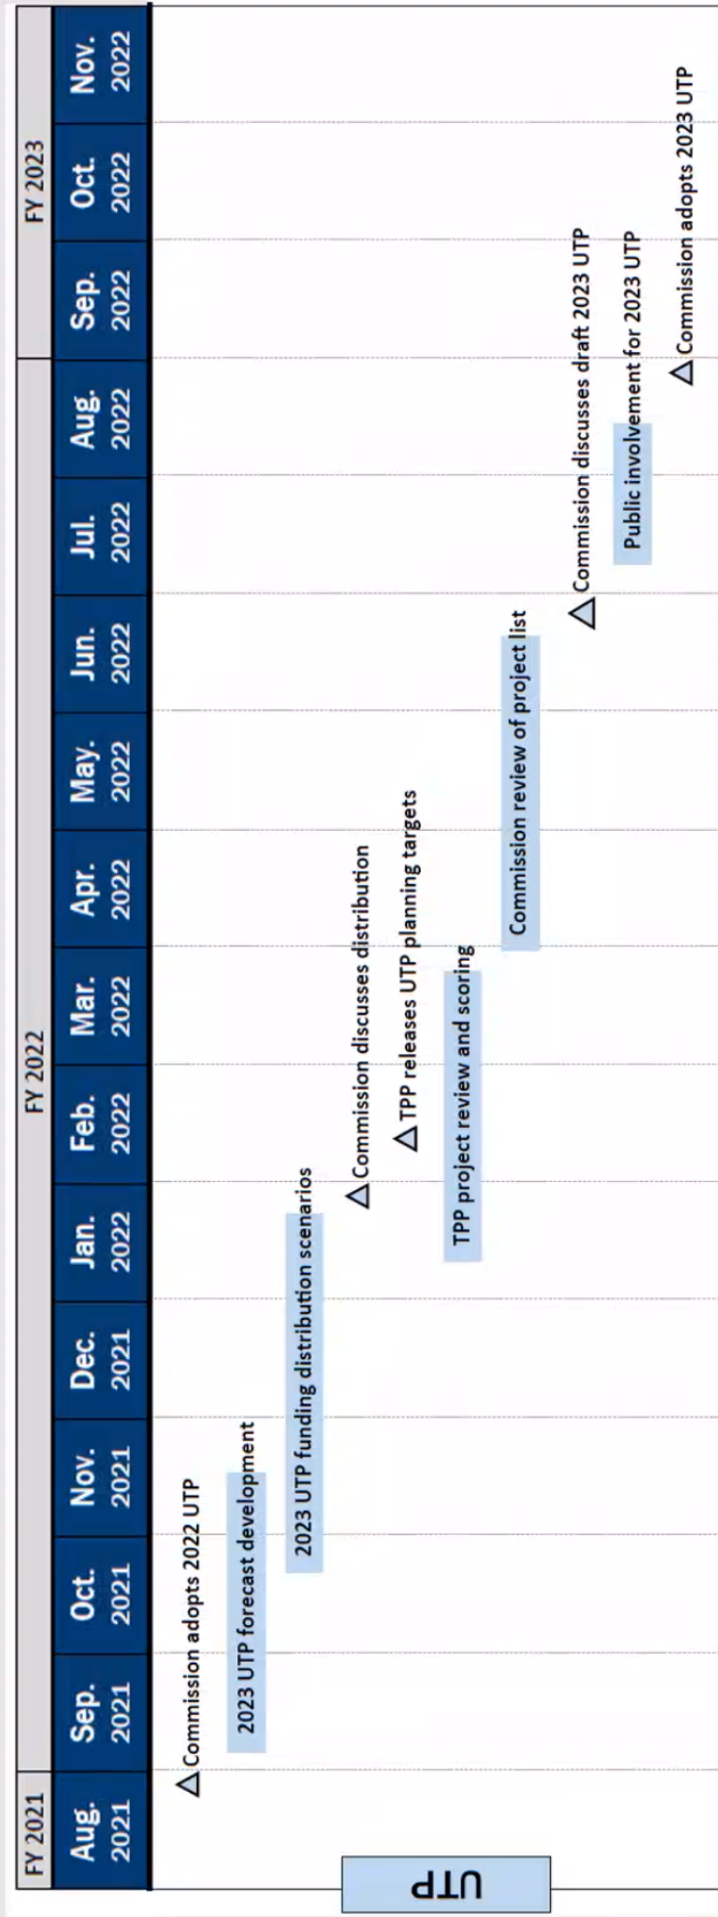 FY 2021
FY 2022
FY 2023
Aug.
2021
Sep.
2021
Oct.
2021
Nov.
2021
Dec.
2021
Jan.
2022
Feb.
2022
Mar.
2022
Apr.
2022
May.
2022
Jun.
2022
Jul.
2022
Aug.
2022
Sep.
2022
Oct.
2022
Nov.
2022
UTP
Commission adopts 2022 UTP
2023 UTP forecast development
2023 UTP funding distribution scenarios
Commission discusses distribution
TPP releases UTP planning targets
TPP project review and scoring
Commission review of project list
Commission discusses draft 2023 UTP
Public involvement for 2023 UTP
Commission adopts 2023 UTP